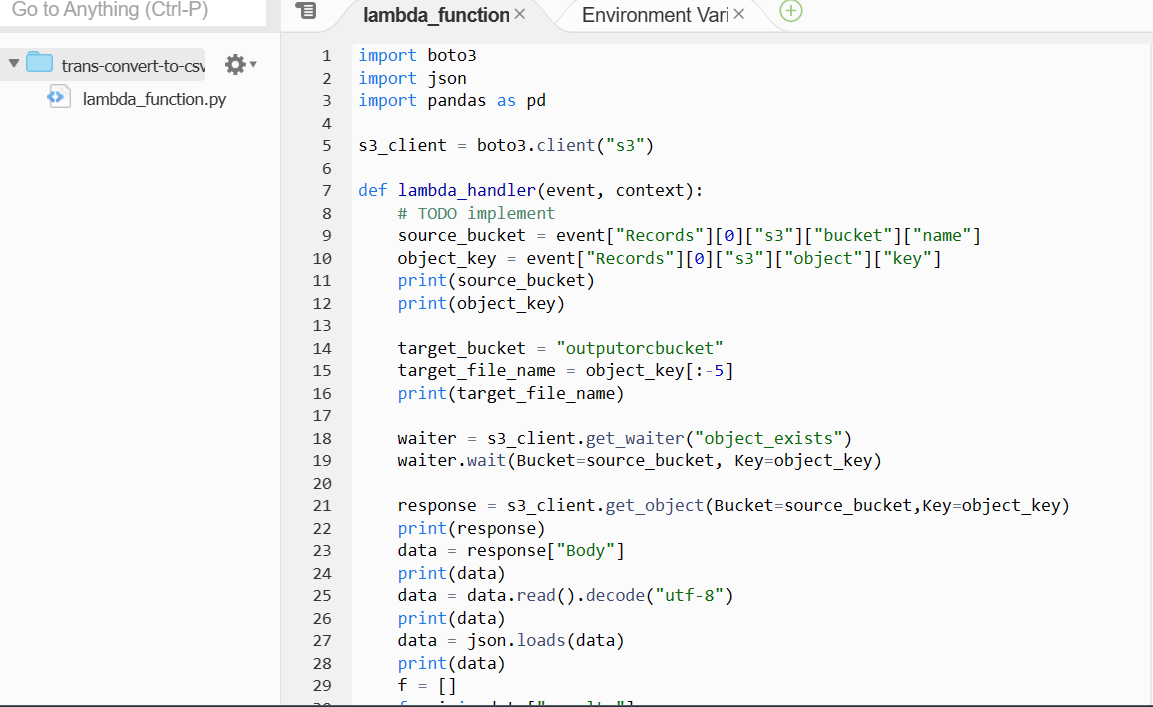 Go to Anything (Ctrl-P)
lambda_function ×
Environment Vari ×
trans-convert-to-csv
lambda_function.py
1 import boto3
2 import json
3 import pandas as pd
4
5 s3_client = boto3.client("s3")
6
7 def lambda_handler(event, context):
8 # TODO implement
9 source_bucket = event["Records"][0]["s3"]["bucket"]["name"]
10 object_key = event["Records"][0]["s3"]["object"]["key"]
11 print(source_bucket)
12 print(object_key)
13
14 target_bucket = "outputorcbucket"
15 target_file_name = object_key[:-5]
16 print(target_file_name)
17
18 waiter = s3_client.get_waiter("object_exists")
19 waiter.wait(Bucket=source_bucket, Key=object_key)
20
21 response = s3_client.get_object(Bucket=source_bucket,Key=object_key)
22 print(response)
23 data = response["Body"]
24 print(data)
25 data = data.read().decode("utf-8")
26 print(data)
27 data = json.loads(data)
28 print(data)
29 f = []